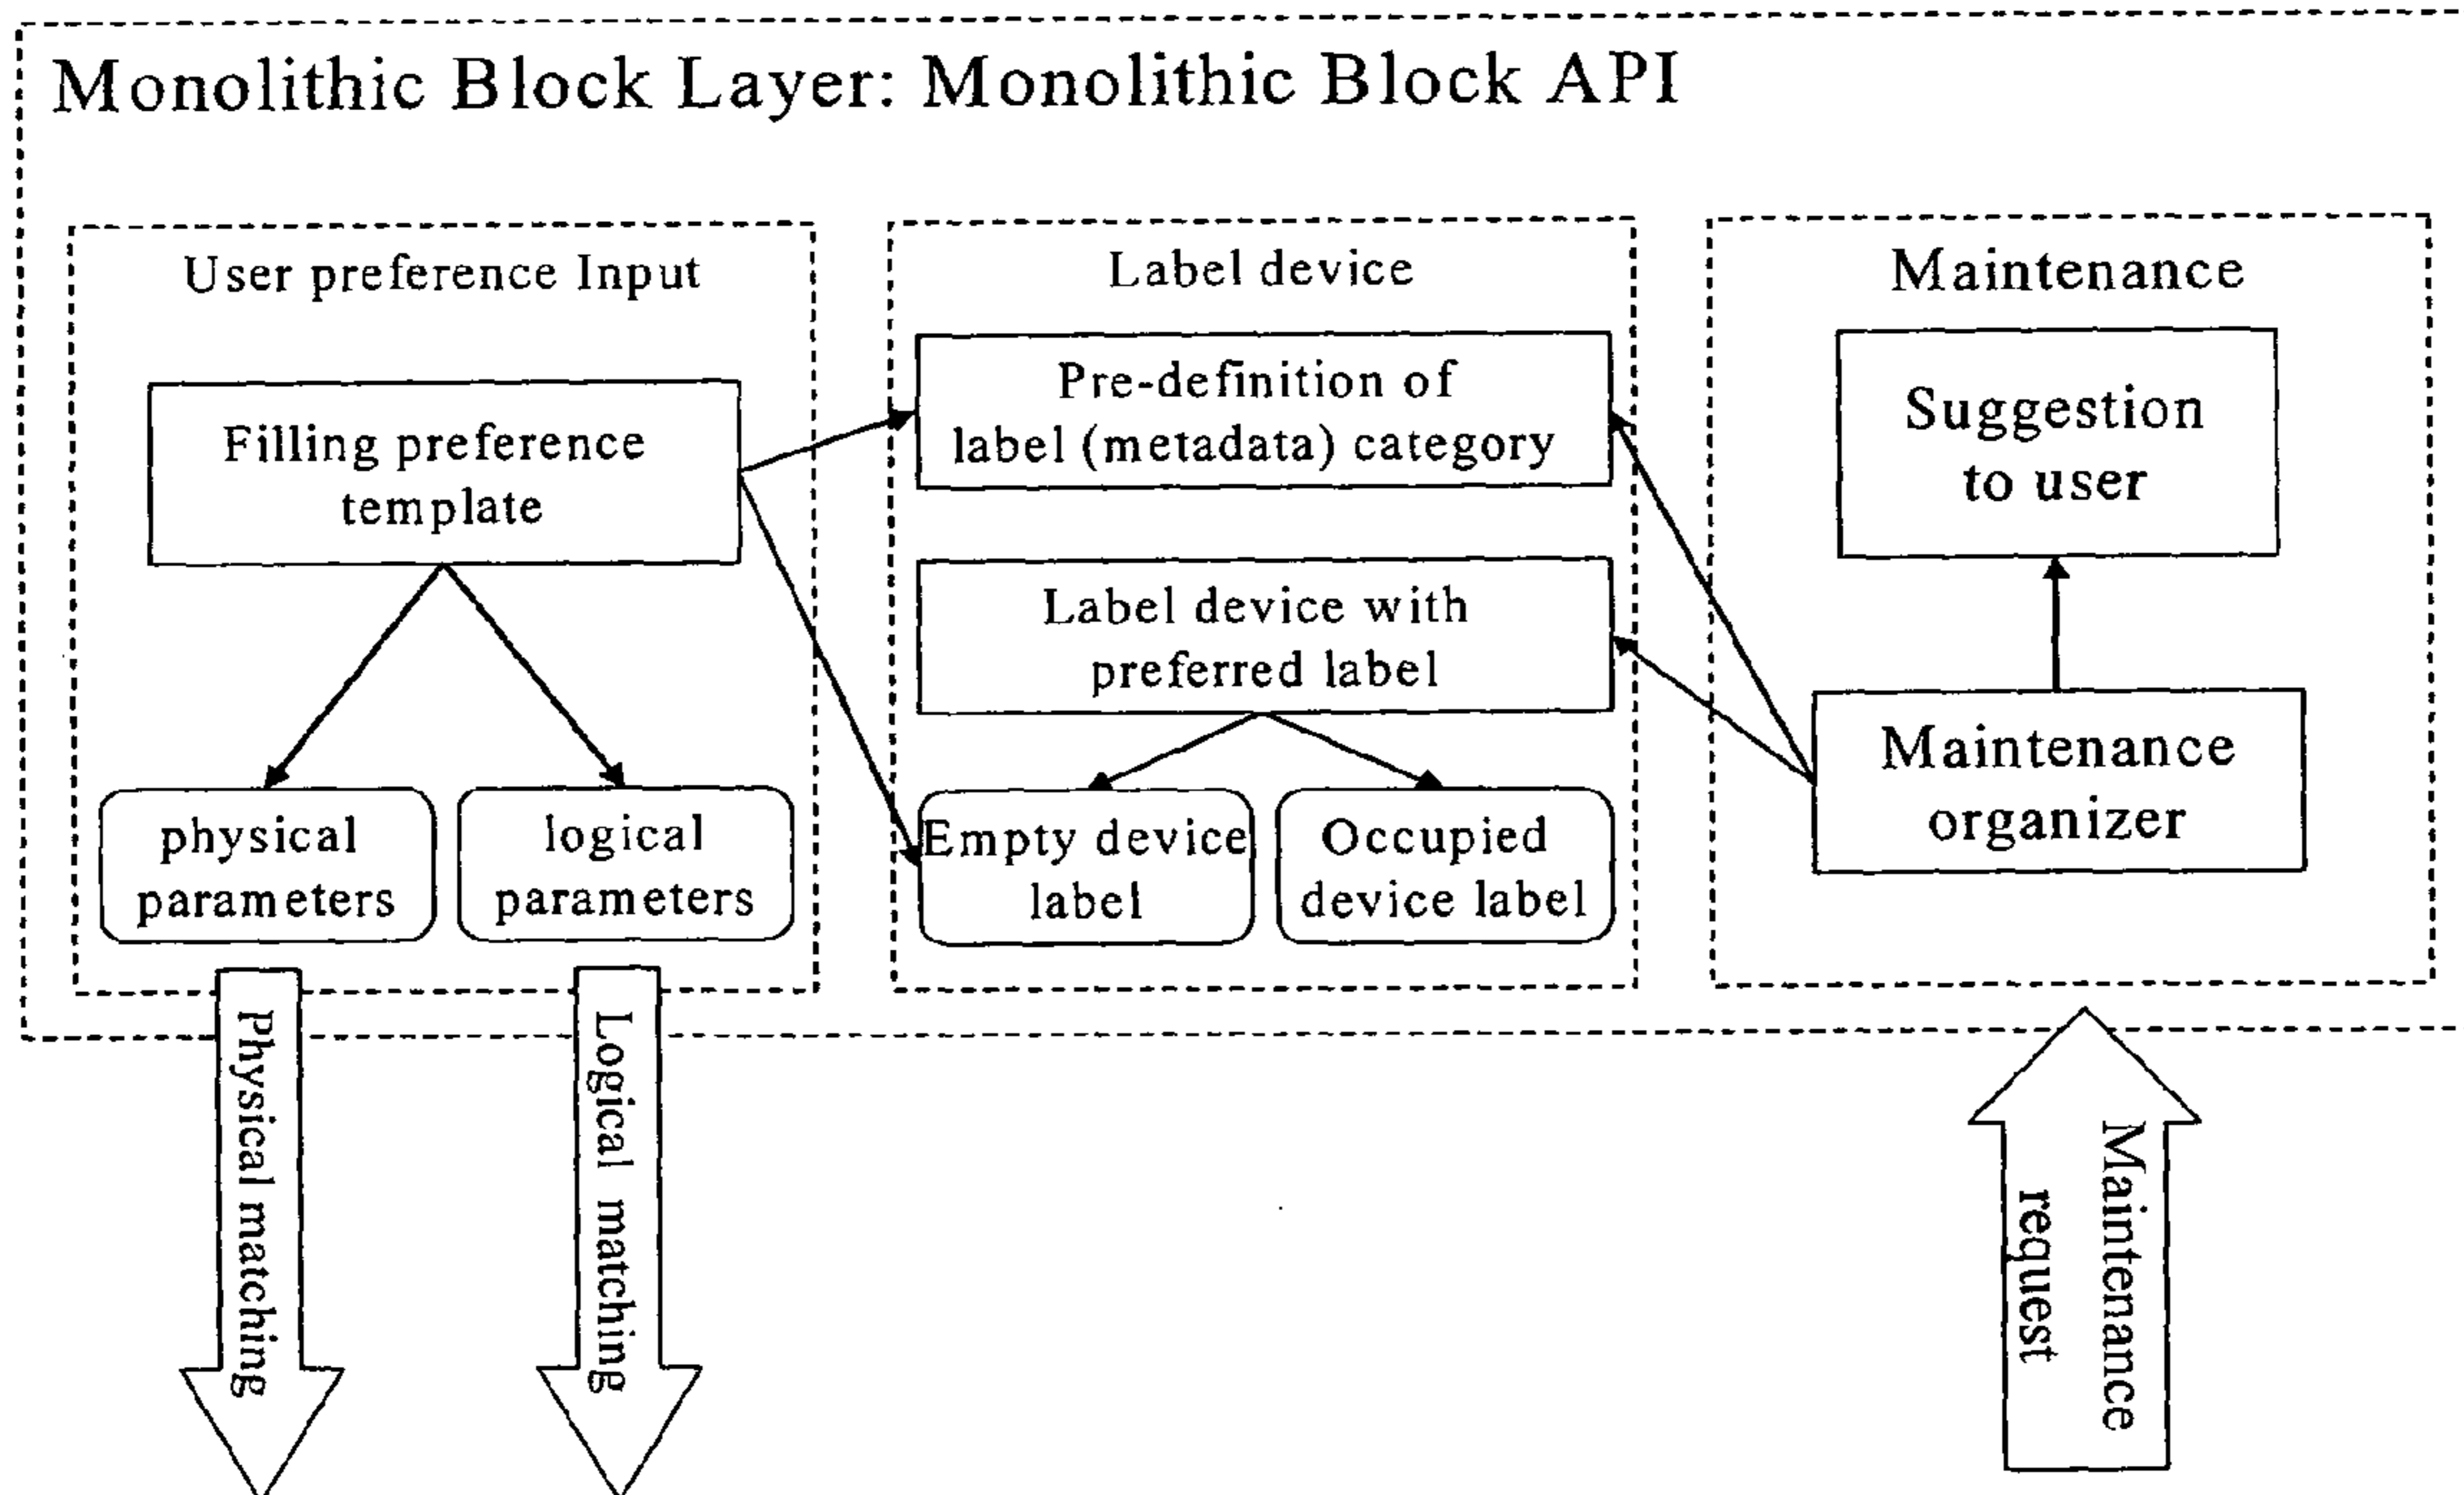 Monolithic Block Layer: Monolithic Block API
User preference Input
Filling preference
template
physical
parameters
logical
parameters
Label device
Pre-definition of
label (metadata) category
Label device with
preferred label
Empty device
label
Occupied
device label
Maintenance
Suggestion
to user
Maintenance
organizer
Physical matching
Logical matching
Maintenance
request